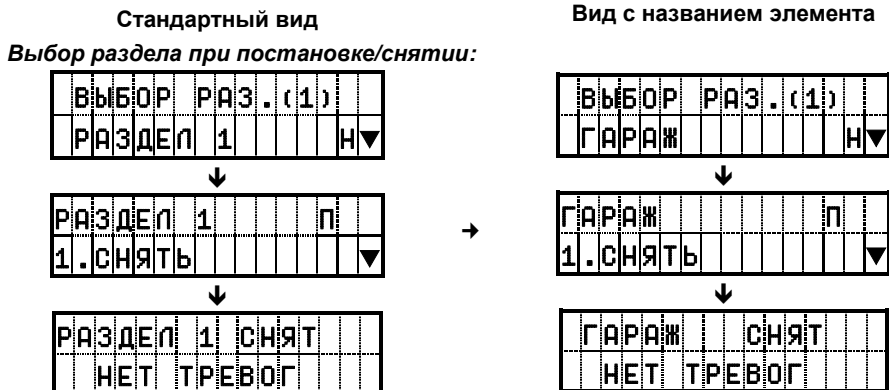 Стандартный вид
Выбор раздела при постановке/снятии:
ВЫБОР РАЗ.(1)
РАЗДЕЛ 1 Н▼
РАЗДЕЛ 1 П
1.СНЯТЬ ▼
РАЗДЕЛ 1 СНЯТ
НЕТ ТРЕВОГ
Вид с названием элемента
ВЫБОР РАЗ.(1)
ГАРАЖ Н▼
ГАРАЖ П
1.СНЯТЬ ▼
ГАРАЖ СНЯТ
НЕТ ТРЕВОГ